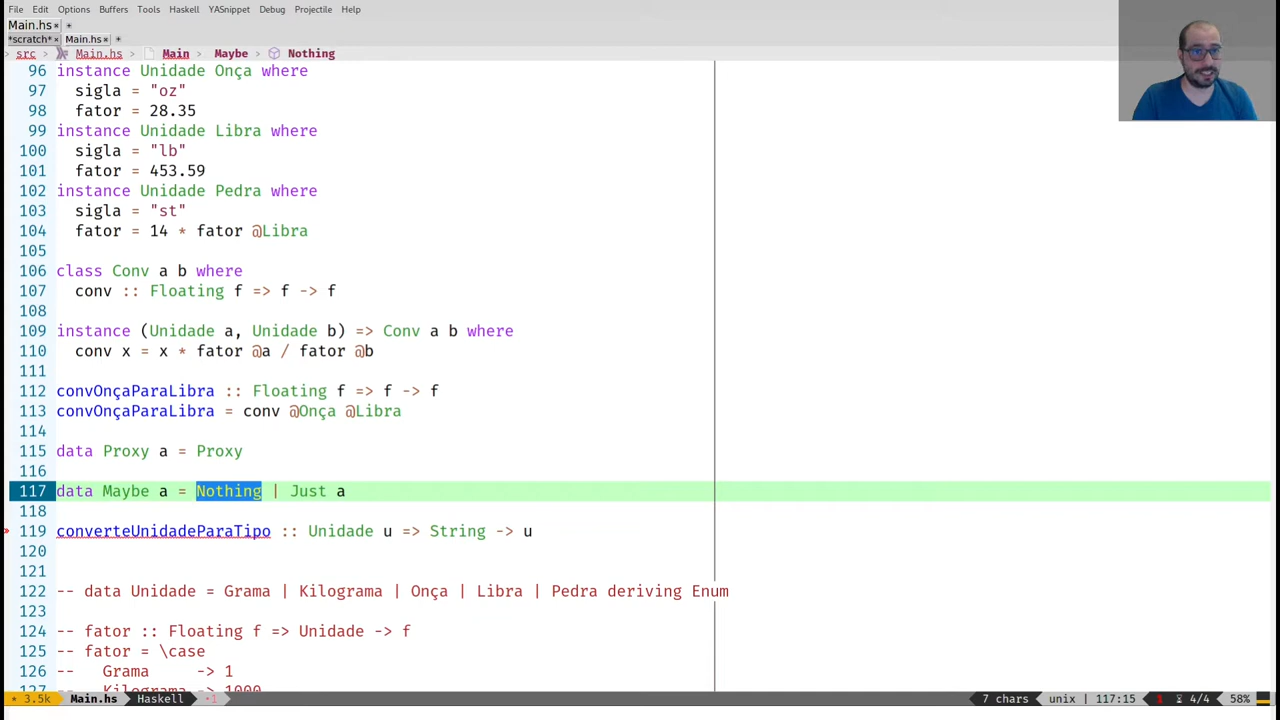 File Edit Options Buffers Tools Haskell YASnippet Debug Projectile Help
Main.hs × +
*scratch* × Main.hs × +
src › Main.hs › Main › Maybe › Nothing
96 instance Unidade Onça where
97 sigla = "oz"
98 fator = 28.35
99 instance Unidade Libra where
100 sigla = "lb"
101 fator = 453.59
102 instance Unidade Pedra where
103 sigla = "st"
104 fator = 14 * fator @Libra
105
106 class Conv a b where
107 conv :: Floating f => f -> f
108
109 instance (Unidade a, Unidade b) => Conv a b where
110 conv x = x * fator @a / fator @b
111
112 convOnçaParaLibra :: Floating f => f -> f
113 convOnçaParaLibra = conv @Onça @Libra
114
115 data Proxy a = Proxy
116
117 data Maybe a = Nothing | Just a
118
119 converteUnidadeParaTipo :: Unidade u => String -> u
120
121
122 -- data Unidade = Grama | Kilograma | Onça | Libra | Pedra deriving Enum
123
124 -- fator :: Floating f => Unidade -> f
125 -- fator = \case
126 -- Grama -> 1
127 -- Kilograma -> 1000
* 3.5k Main.hs Haskell •1 7 chars unix | 117:15 4/4 58%